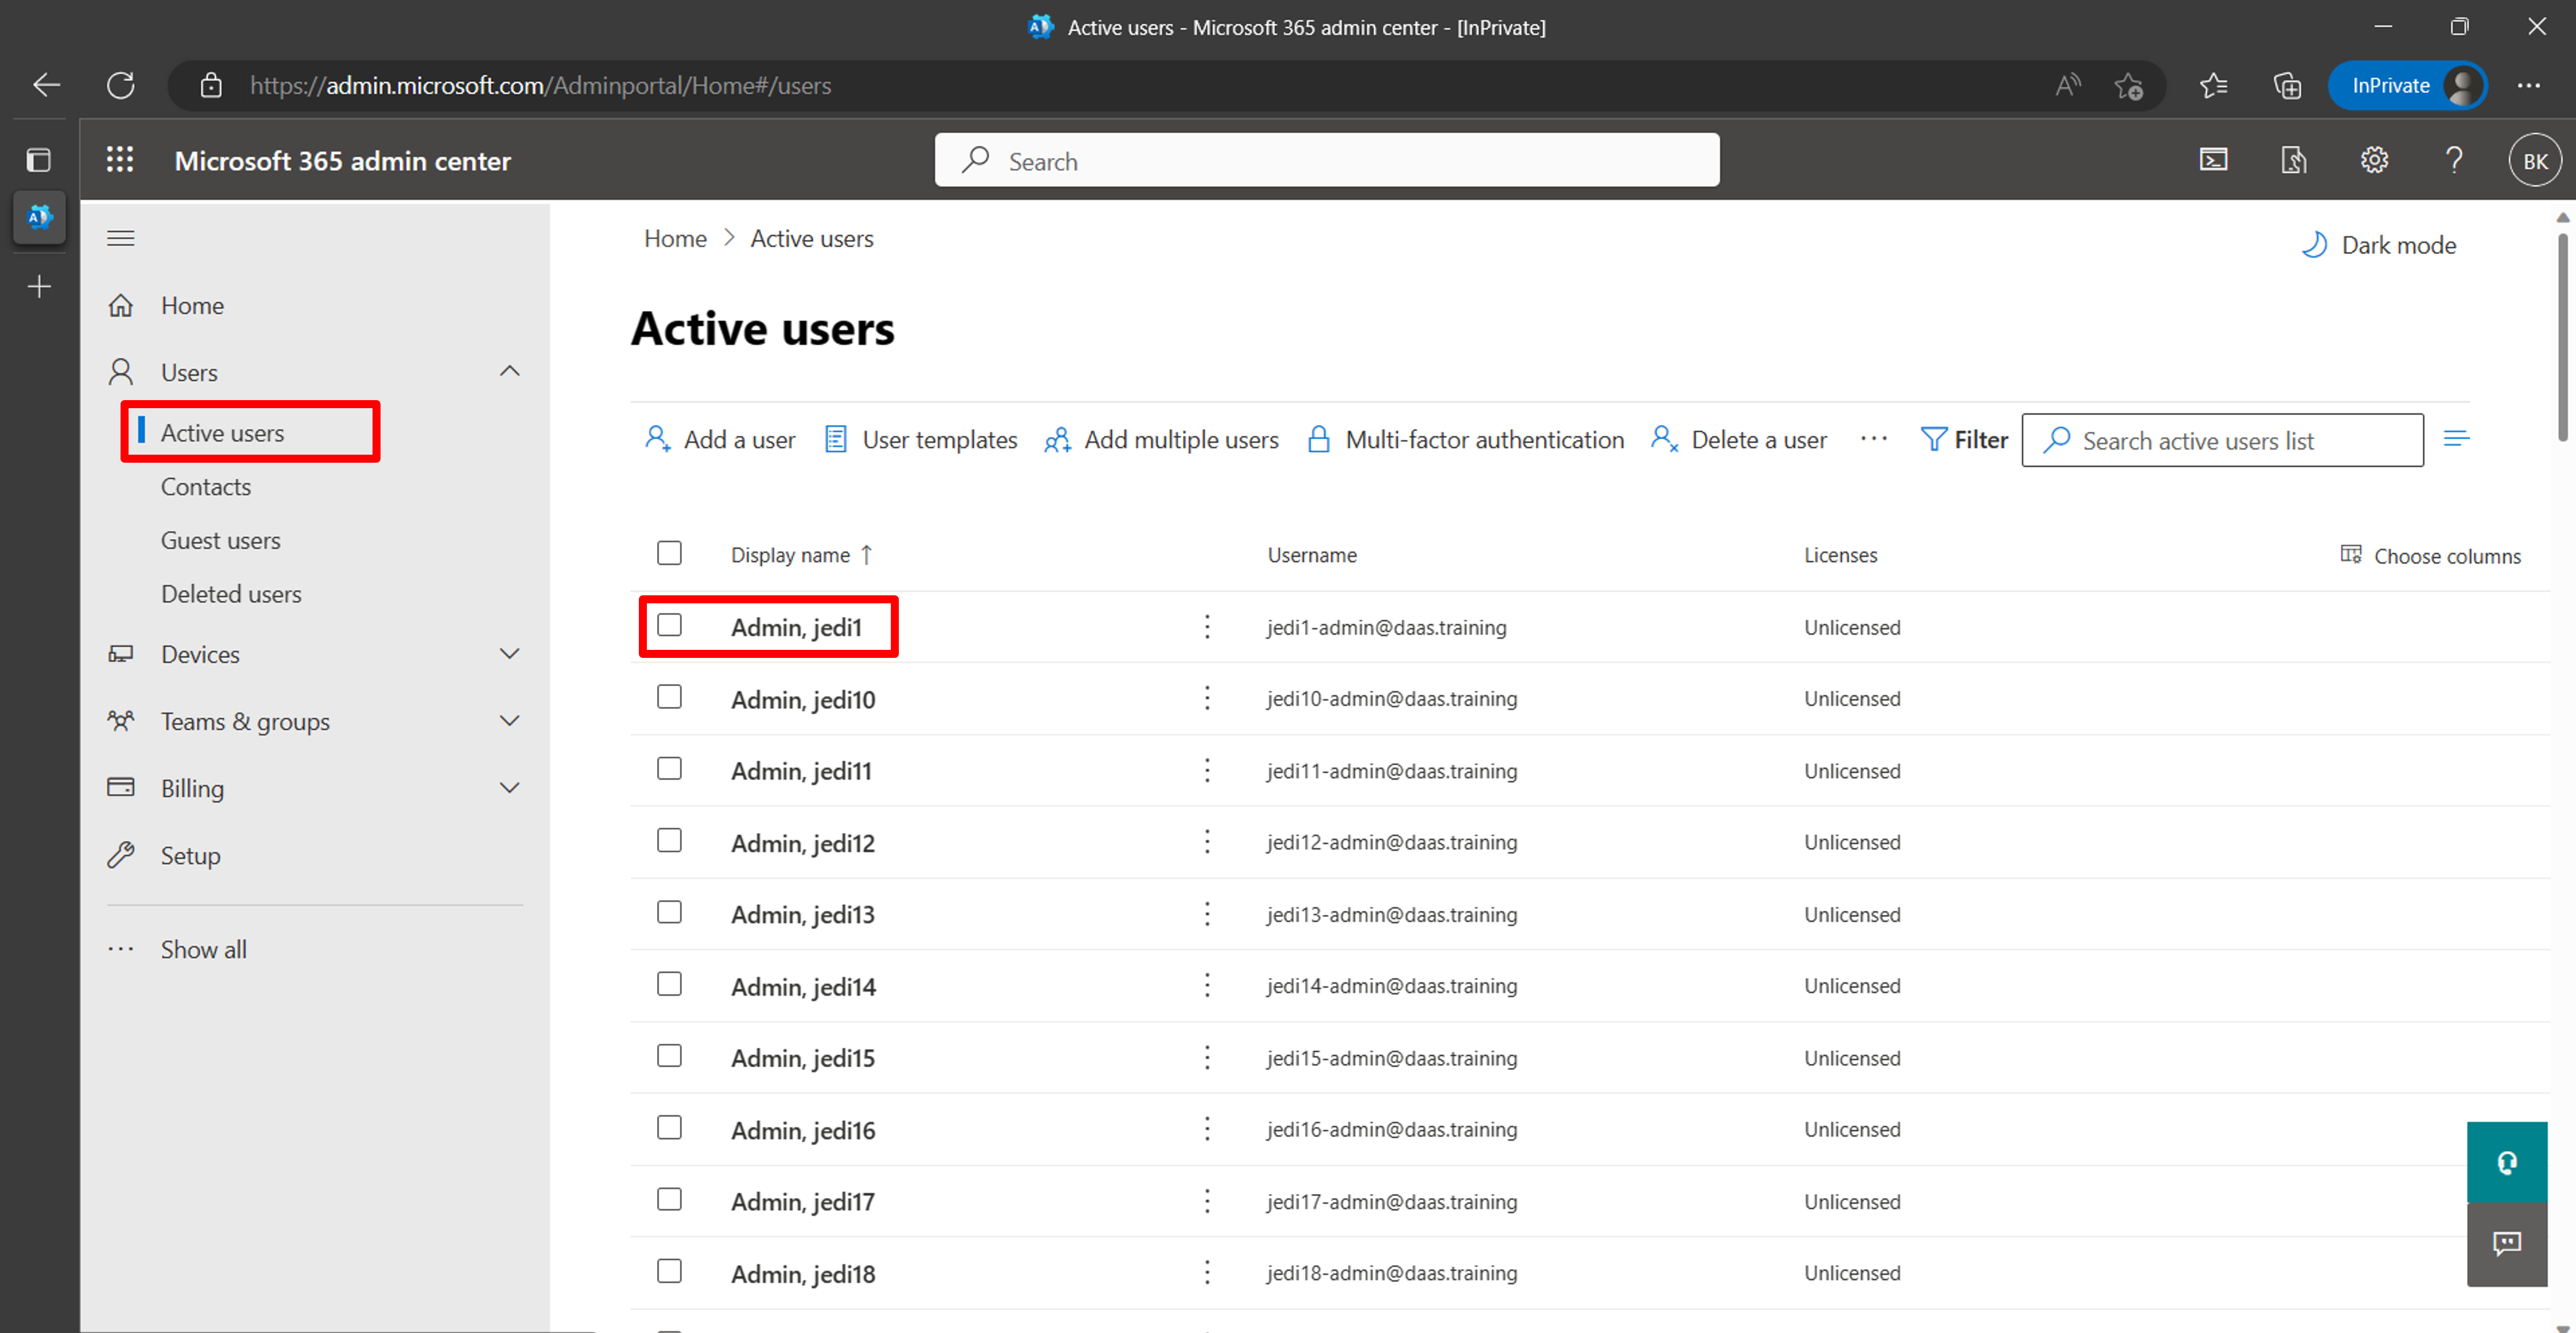 Active users - Microsoft 365 admin center - [InPrivate]
https://admin.microsoft.com/Adminportal/Home#/users
InPrivate
Microsoft 365 admin center
Search
BK
Home
Users
Active users
Contacts
Guest users
Deleted users
Devices
Teams & groups
Billing
Setup
Show all
Home > Active users
Dark mode
Active users
Add a user
User templates
Add multiple users
Multi-factor authentication
Delete a user
Filter
Search active users list
Display name ↑ Username Licenses Choose columns
Admin, jedi1 jedi1-admin@daas.training Unlicensed
Admin, jedi10 jedi10-admin@daas.training Unlicensed
Admin, jedi11 jedi11-admin@daas.training Unlicensed
Admin, jedi12 jedi12-admin@daas.training Unlicensed
Admin, jedi13 jedi13-admin@daas.training Unlicensed
Admin, jedi14 jedi14-admin@daas.training Unlicensed
Admin, jedi15 jedi15-admin@daas.training Unlicensed
Admin, jedi16 jedi16-admin@daas.training Unlicensed
Admin, jedi17 jedi17-admin@daas.training Unlicensed
Admin, jedi18 jedi18-admin@daas.training Unlicensed